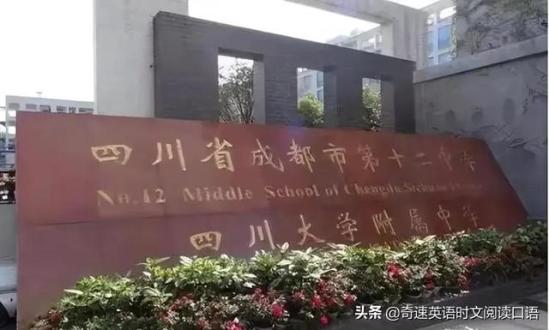 四川省成都市第十二中学
No.12 Middle School of Chengdu Sichuan
四川大学附属中学
头条 @奇速英语时文阅读口语